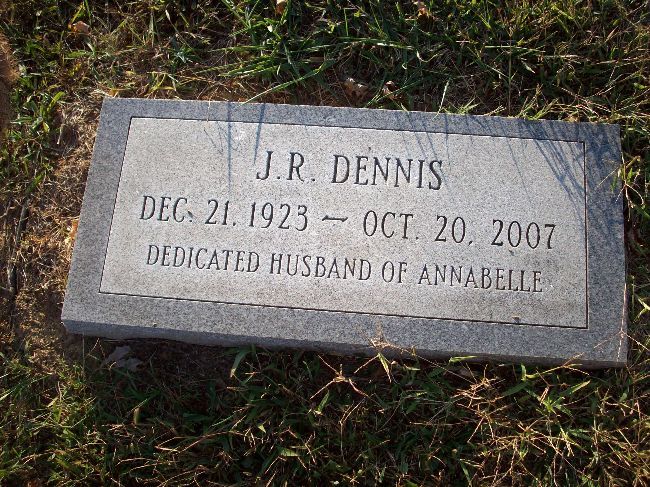 J.R. DENNIS
DEC. 21. 1923 — OCT. 20. 2007
DEDICATED HUSBAND OF ANNABELLE